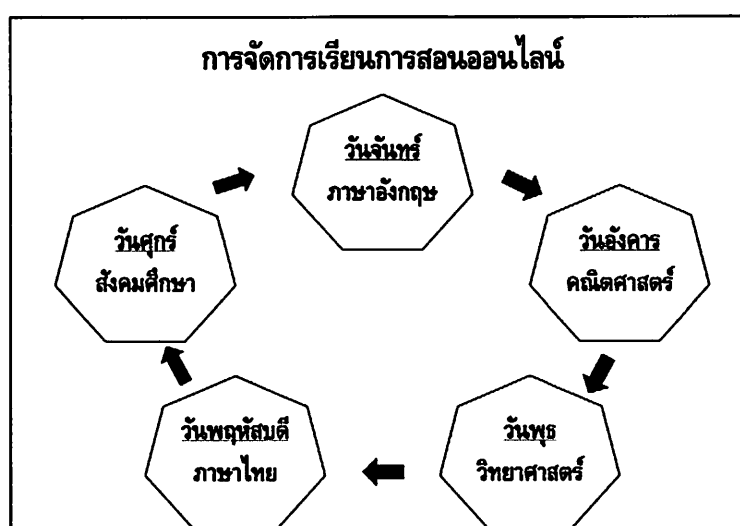 การจัดการเรียนการสอนออนไลน์
วันจันทร์
ภาษาอังกฤษ
วันอังคาร
คณิตศาสตร์
วันพุธ
วิทยาศาสตร์
วันพฤหัสบดี
ภาษาไทย
วันศุกร์
สังคมศึกษา